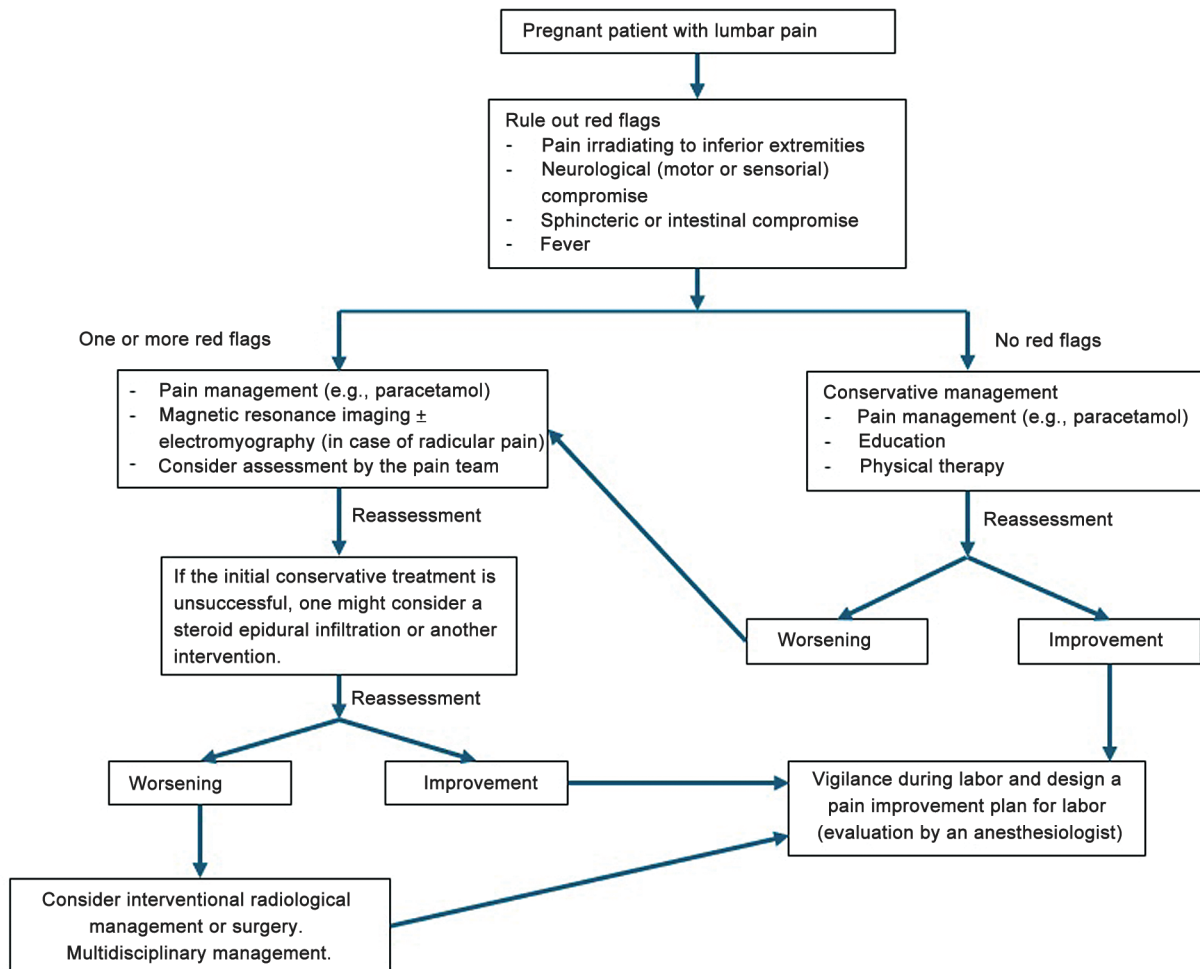 Pregnant patient with lumbar pain
Rule out red flags
- Pain irradiating to inferior extremities
- Neurological (motor or sensorial)
compromise
- Sphincteric or intestinal compromise
- Fever
One or more red flags
No red flags
- Pain management (e.g., paracetamol)
- Magnetic resonance imaging ±
electromyography (in case of radicular pain)
- Consider assessment by the pain team
Conservative management
- Pain management (e.g., paracetamol)
- Education
- Physical therapy
Reassessment
Reassessment
If the initial conservative treatment is
unsuccessful, one might consider a
steroid epidural infiltration or another
intervention.
Worsening
Improvement
Reassessment
Worsening
Improvement
Vigilance during labor and design a
pain improvement plan for labor
(evaluation by an anesthesiologist)
Consider interventional radiological
management or surgery.
Multidisciplinary management.